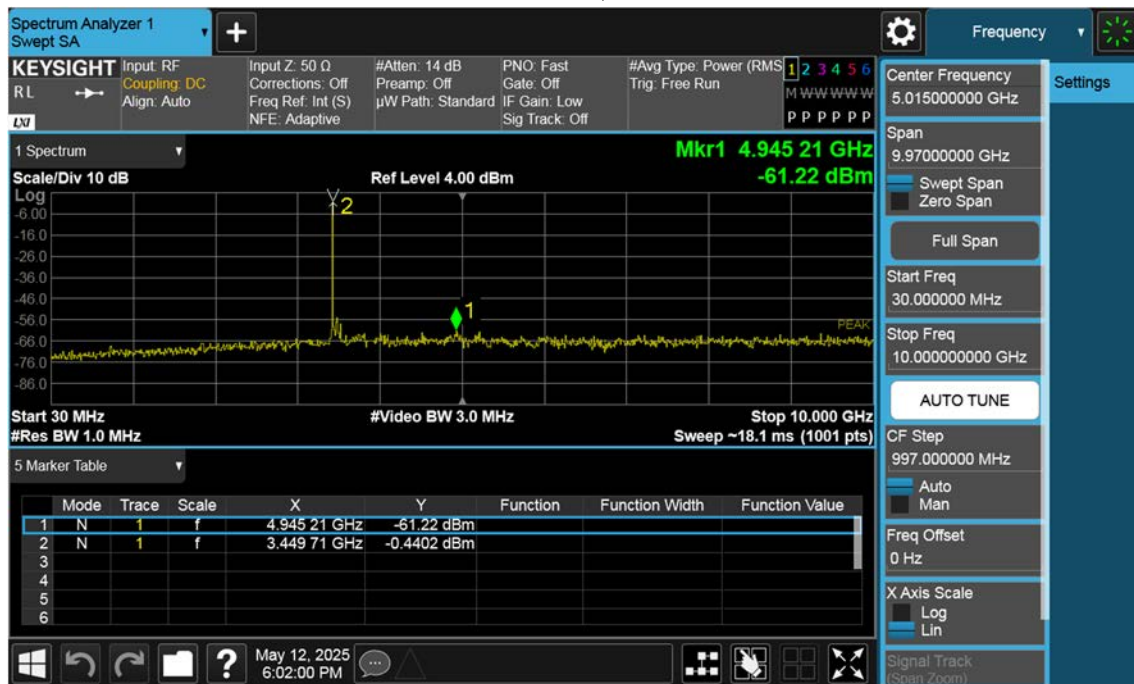 Spectrum Analyzer 1
Swept SA
+
Frequency
KEYSIGHT
RL
LXI
Input: RF
Coupling: DC
Align: Auto
Input Z: 50 Ω
Corrections: Off
Freq Ref: Int (S)
NFE: Adaptive
#Atten: 14 dB
Preamp: Off
µW Path: Standard
PNO: Fast
Gate: Off
IF Gain: Low
Sig Track: Off
#Avg Type: Power (RMS
Trig: Free Run
1 2 3 4 5 6
M W W W W W
P P P P P P
1 Spectrum
Scale/Div 10 dB
Ref Level 4.00 dBm
Mkr1 4.945 21 GHz
-61.22 dBm
Log
-6.00
-16.0
-26.0
-36.0
-46.0
-56.0
-66.0
-76.0
-86.0
2
1
PEAK
Start 30 MHz
#Video BW 3.0 MHz
Stop 10.000 GHz
#Res BW 1.0 MHz
Sweep ~18.1 ms (1001 pts)
5 Marker Table
Mode Trace Scale X Y Function Function Width Function Value
1 N 1 f 4.945 21 GHz -61.22 dBm
2 N 1 f 3.449 71 GHz -0.4402 dBm
3
4
5
6
?
May 12, 2025
6:02:00 PM
Center Frequency
5.015000000 GHz
Span
9.97000000 GHz
Swept Span
Zero Span
Full Span
Start Freq
30.000000 MHz
Stop Freq
10.000000000 GHz
AUTO TUNE
CF Step
997.000000 MHz
Auto
Man
Freq Offset
0 Hz
X Axis Scale
Log
Lin
Signal Track
(Span Zoom)
Settings